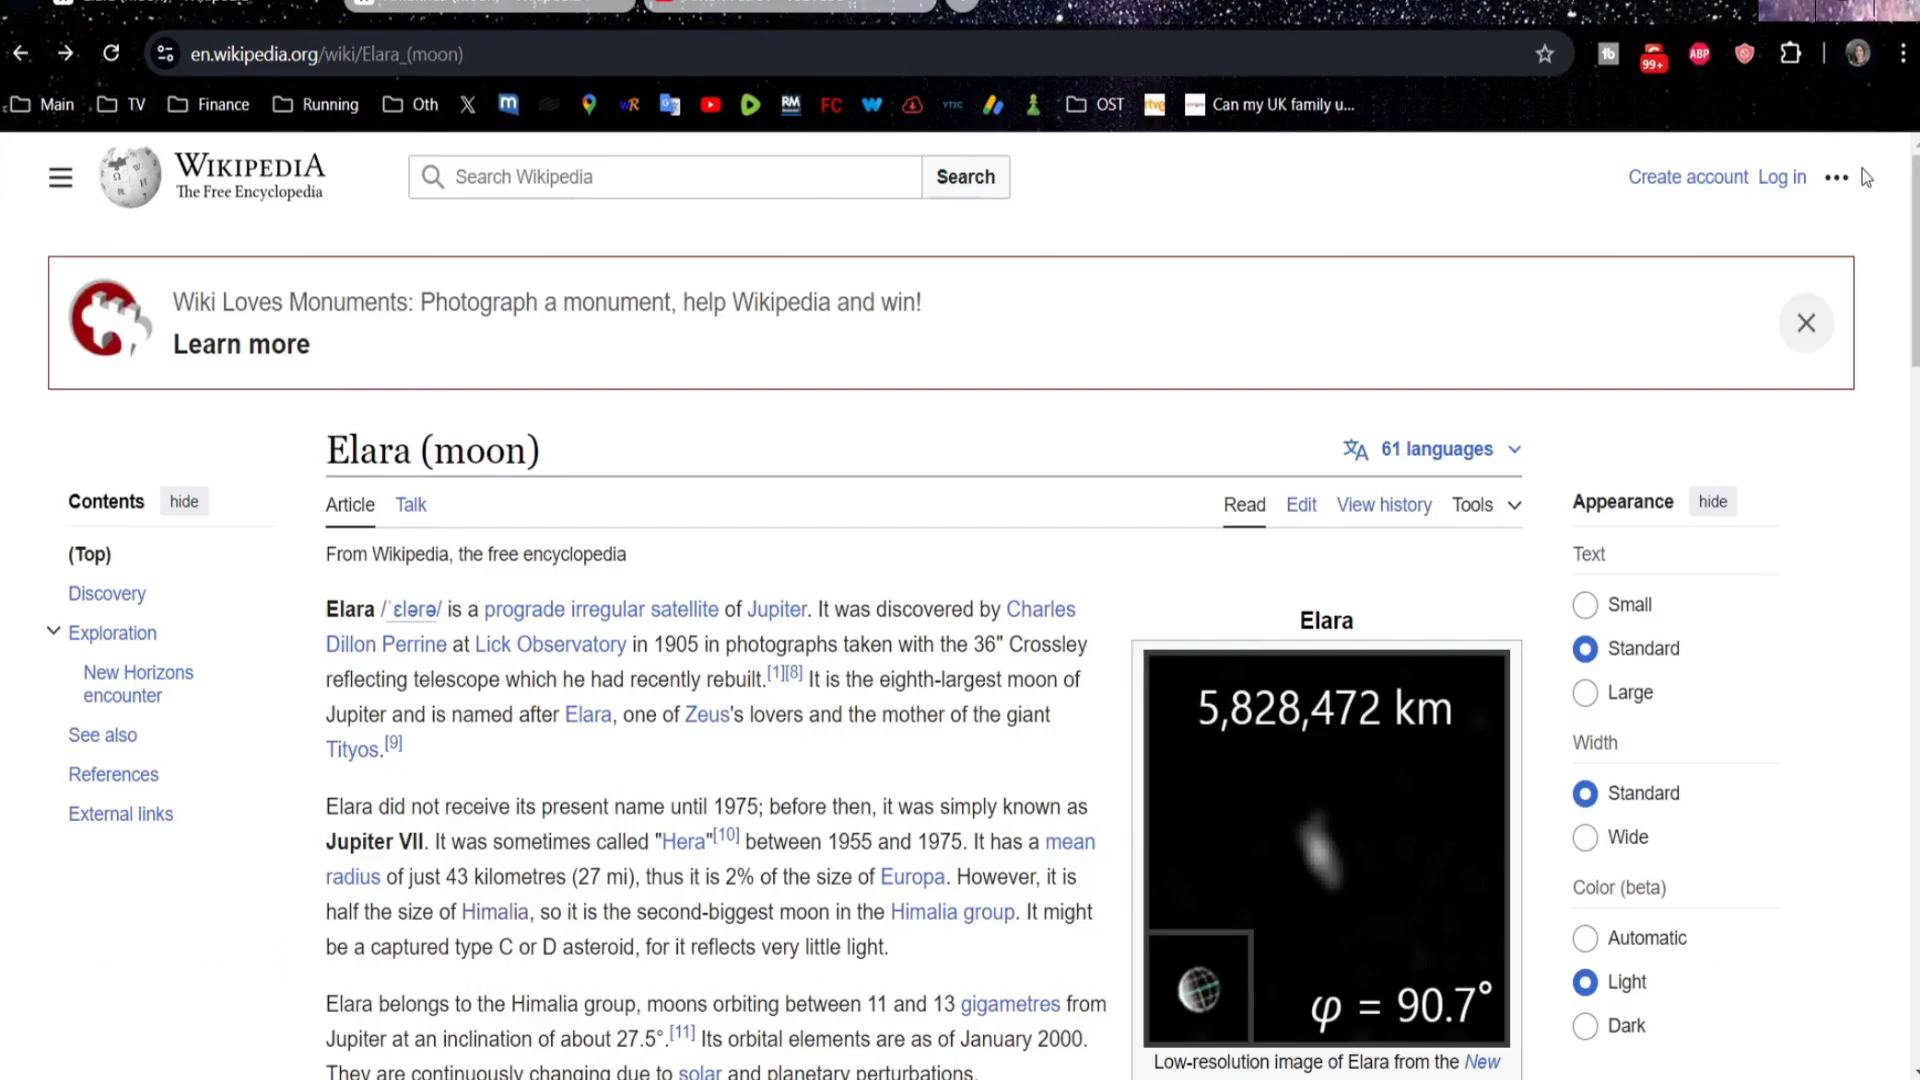 en.wikipedia.org/wiki/Elara_(moon)
99+
ABP
Main TV Finance Running Oth RM FC YT2C OST rtve Can my UK family u...
WIKIPEDIA
The Free Encyclopedia
Search Wikipedia
Search
Create account Log in
Wiki Loves Monuments: Photograph a monument, help Wikipedia and win!
Learn more
Elara (moon)
61 languages
Contents hide
Article Talk
Read Edit View history Tools
Appearance hide
(Top)
Discovery
Exploration
New Horizons
encounter
See also
References
External links
From Wikipedia, the free encyclopedia
Elara /ˈɛlərə/ is a prograde irregular satellite of Jupiter. It was discovered by Charles
Dillon Perrine at Lick Observatory in 1905 in photographs taken with the 36" Crossley
reflecting telescope which he had recently rebuilt.[1][8] It is the eighth-largest moon of
Jupiter and is named after Elara, one of Zeus's lovers and the mother of the giant
Tityos.[9]
Elara did not receive its present name until 1975; before then, it was simply known as
Jupiter VII. It was sometimes called "Hera"[10] between 1955 and 1975. It has a mean
radius of just 43 kilometres (27 mi), thus it is 2% of the size of Europa. However, it is
half the size of Himalia, so it is the second-biggest moon in the Himalia group. It might
be a captured type C or D asteroid, for it reflects very little light.
Elara belongs to the Himalia group, moons orbiting between 11 and 13 gigametres from
Jupiter at an inclination of about 27.5°.[11] Its orbital elements are as of January 2000.
They are continuously changing due to solar and planetary perturbations.
Elara
5,828,472 km
φ = 90.7°
Low-resolution image of Elara from the New
Text
Small
Standard
Large
Width
Standard
Wide
Color (beta)
Automatic
Light
Dark